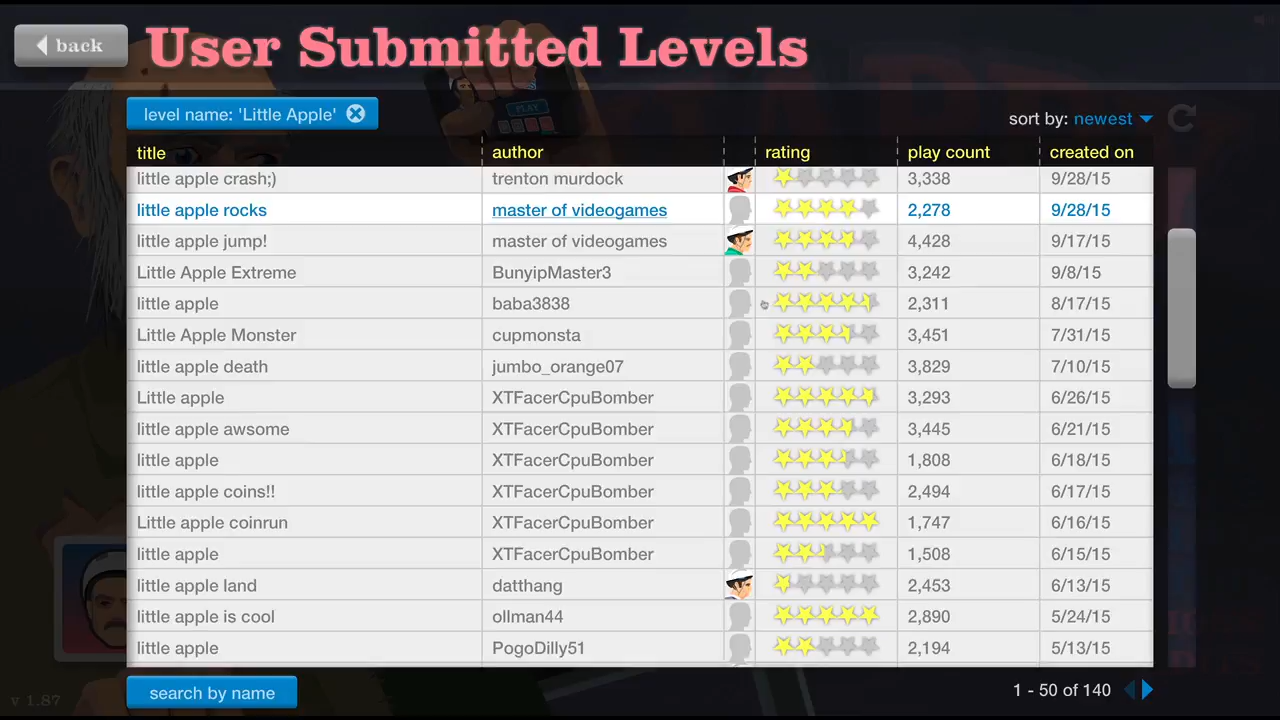 back
User Submitted Levels
level name: 'Little Apple'
sort by: newest
title author rating play count created on
little apple crash;) trenton murdock 3,338 9/28/15
little apple rocks master of videogames 2,278 9/28/15
little apple jump! master of videogames 4,428 9/17/15
Little Apple Extreme BunyipMaster3 3,242 9/8/15
little apple baba3838 2,311 8/17/15
Little Apple Monster cupmonsta 3,451 7/31/15
little apple death jumbo_orange07 3,829 7/10/15
Little apple XTFacerCpuBomber 3,293 6/26/15
little apple awsome XTFacerCpuBomber 3,445 6/21/15
little apple XTFacerCpuBomber 1,808 6/18/15
little apple coins!! XTFacerCpuBomber 2,494 6/17/15
Little apple coinrun XTFacerCpuBomber 1,747 6/16/15
little apple XTFacerCpuBomber 1,508 6/15/15
little apple land datthang 2,453 6/13/15
little apple is cool ollman44 2,890 5/24/15
little apple PogoDilly51 2,194 5/13/15
search by name
1 - 50 of 140
v 1.87
PLAY